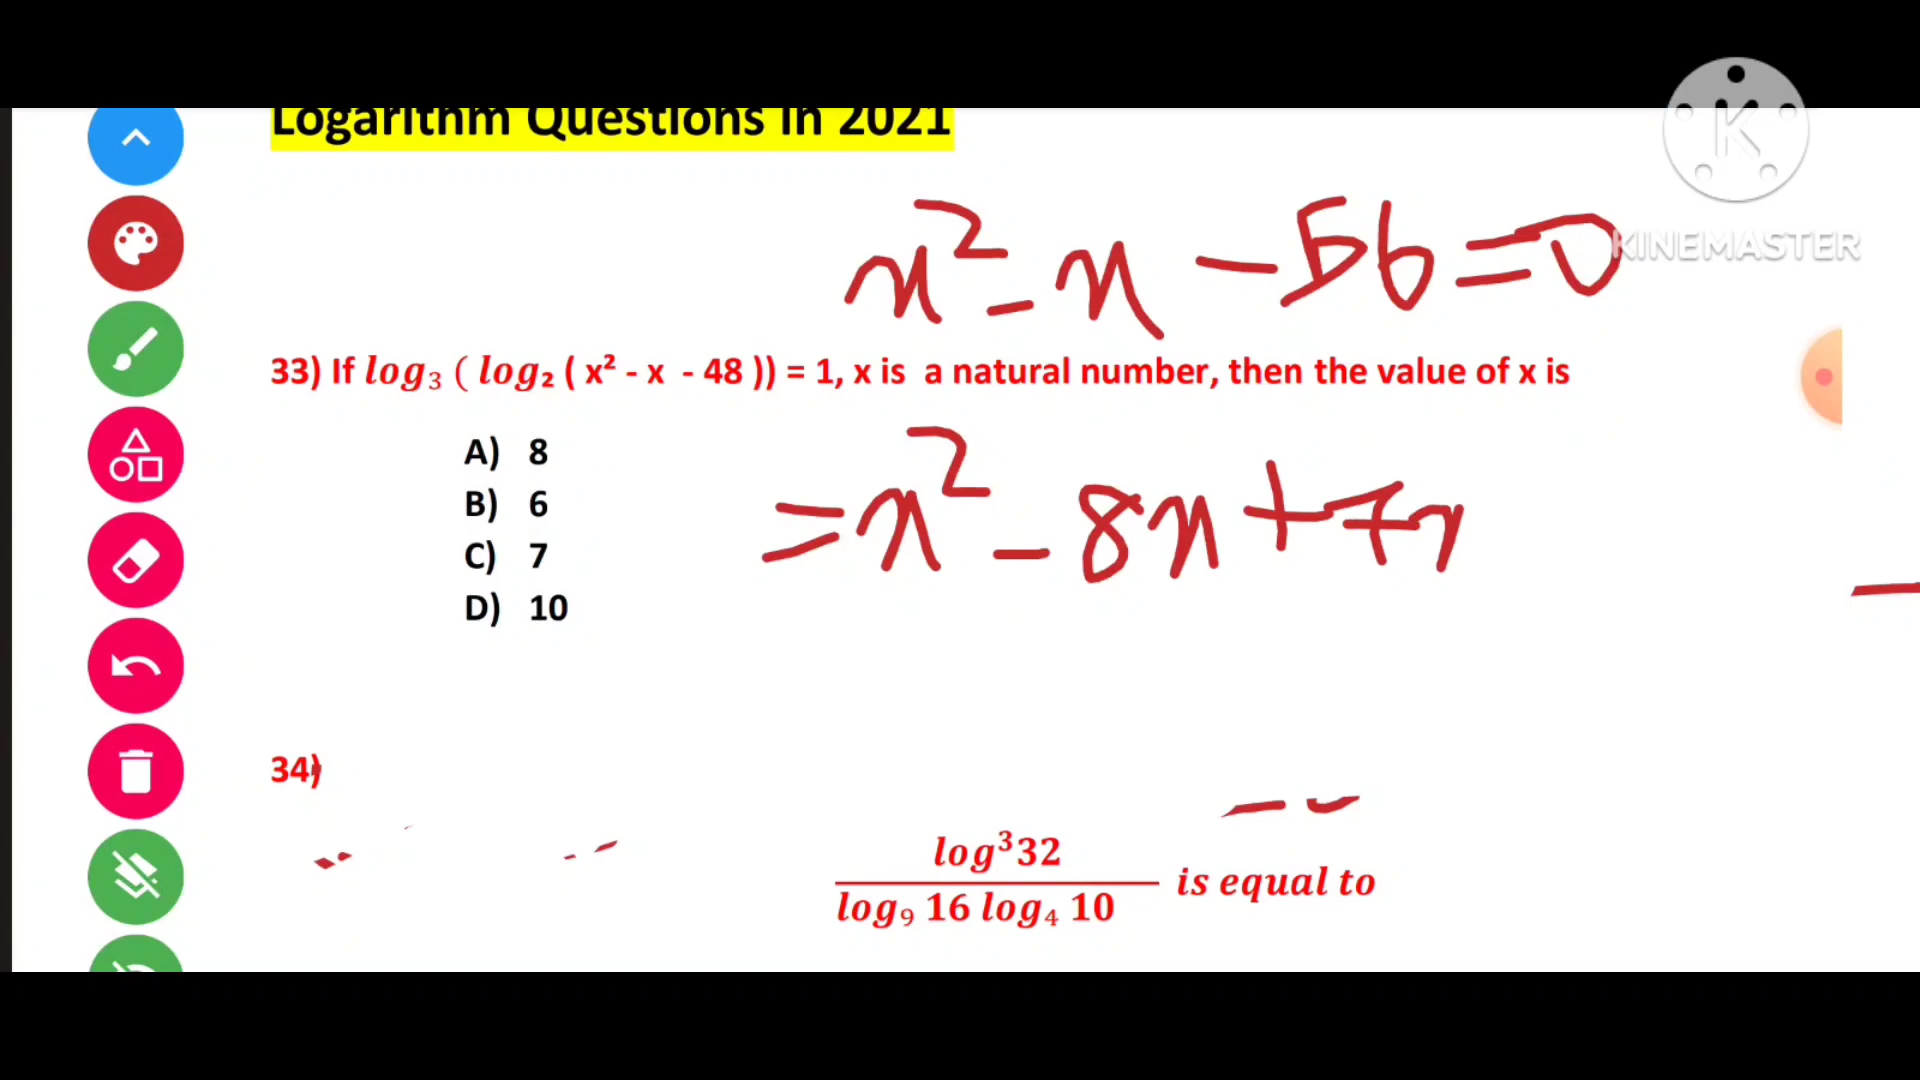 Logarithm Questions in 2021
x² - x - 56 = 0
KINEMASTER
33) If log₃ ( log₂ ( x² - x - 48 )) = 1, x is a natural number, then the value of x is
A) 8
= x² - 8x + 7x
B) 6
C) 7
D) 10
34)
log³32
log₉ 16 log₄ 10
is equal to